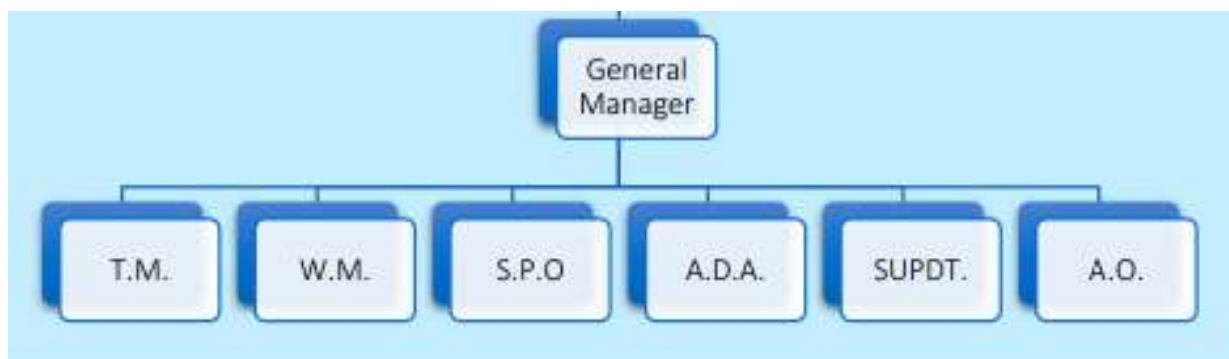 General
Manager
T.M.
W.M.
S.P.O
A.D.A.
SUPDT.
A.O.